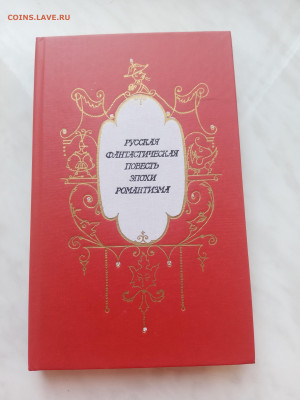 COINS.LAVE.RU
РУССКАЯ
ФАНТАСТИЧЕСКАЯ
ПОВЕСТЬ
ЭПОХИ
РОМАНТИЗМА